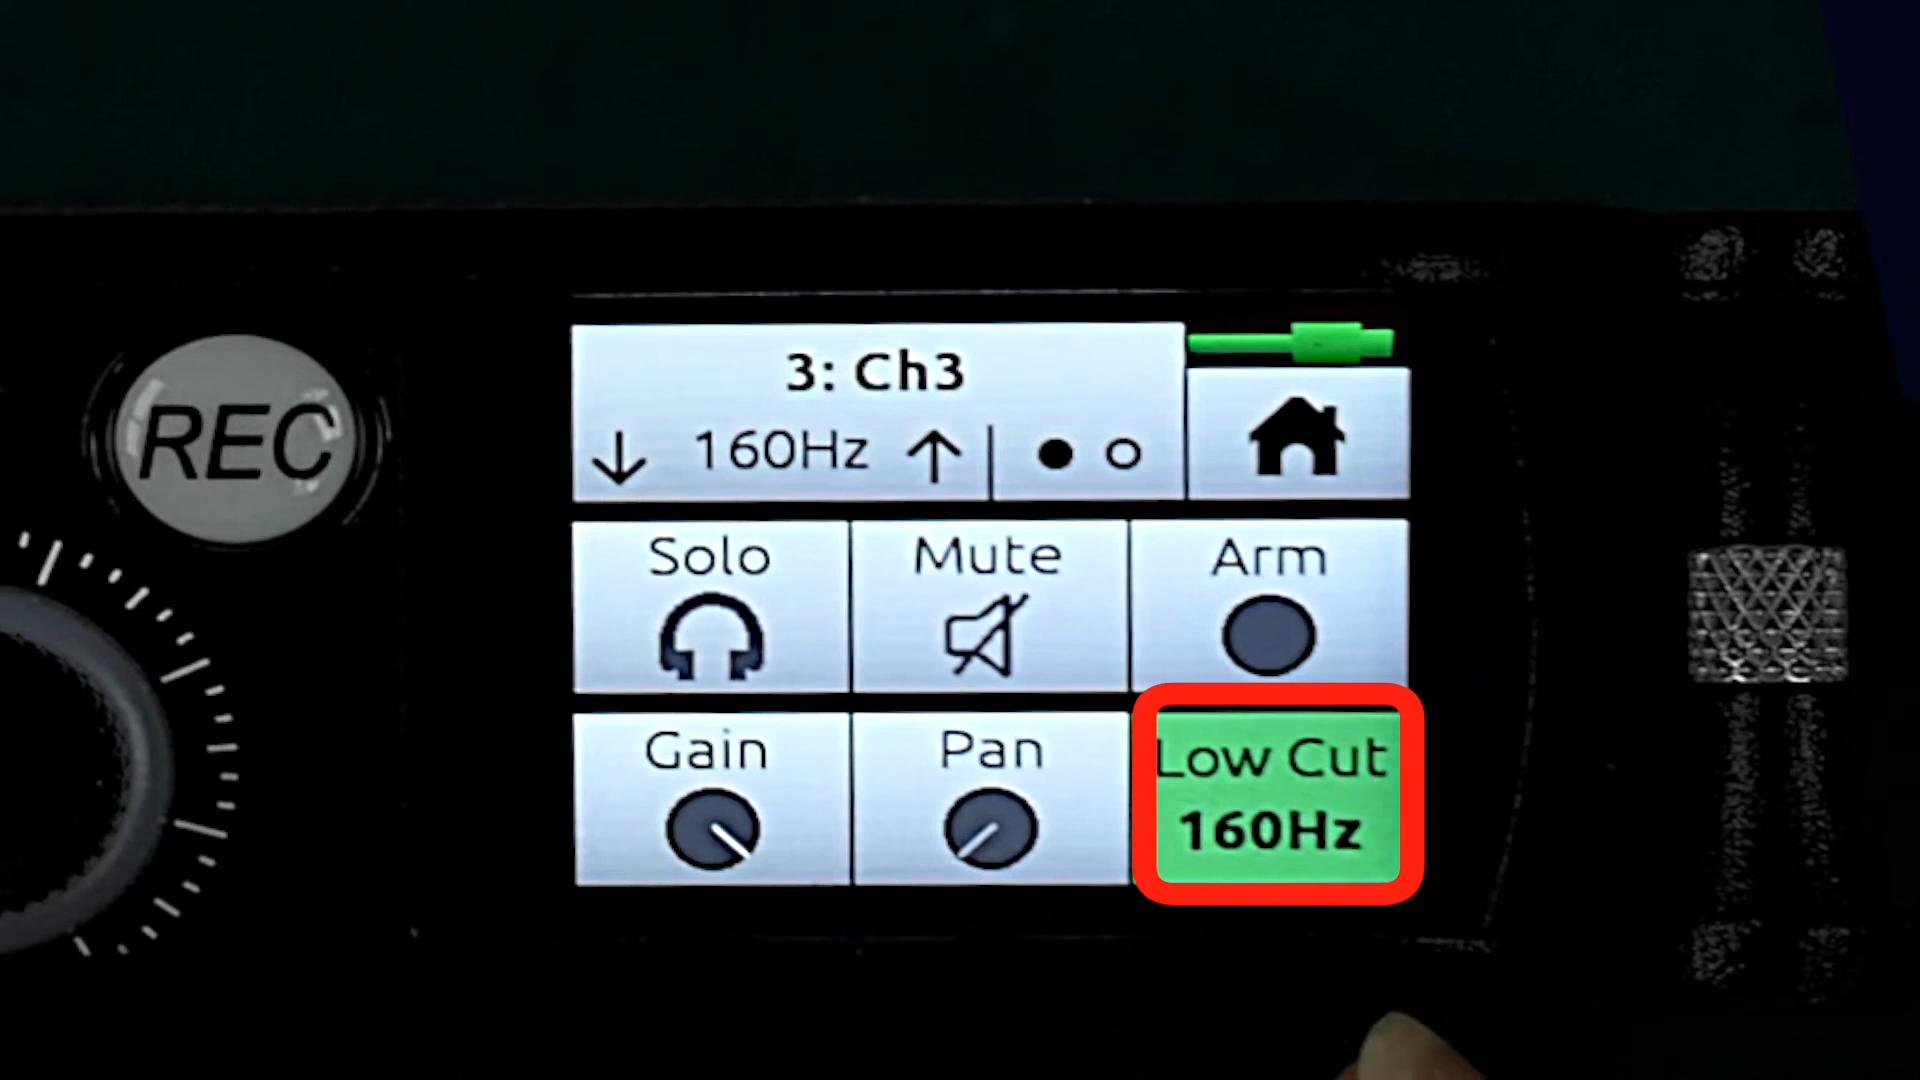 REC
3: Ch3
160Hz
Solo
Mute
Arm
Gain
Pan
Low Cut
160Hz